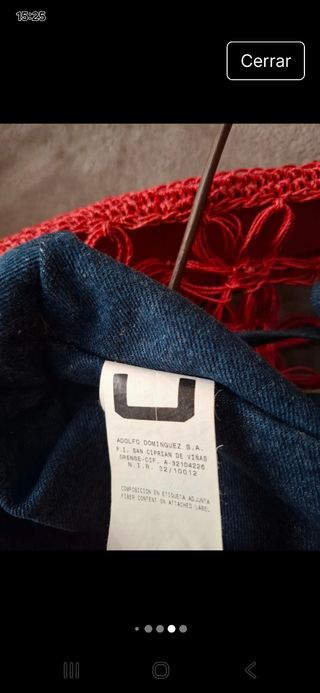 15:25
Cerrar
ADOLFO DOMINGUEZ S.A.
P.I. SAN CIPRIAN DE VIÑAS
ORENSE-CIF. A-32104226
N.I.R. 32/10012
COMPOSICION EN ETIQUETA ADJUNTA
FIBER CONTENT ON ATTACHED LABEL